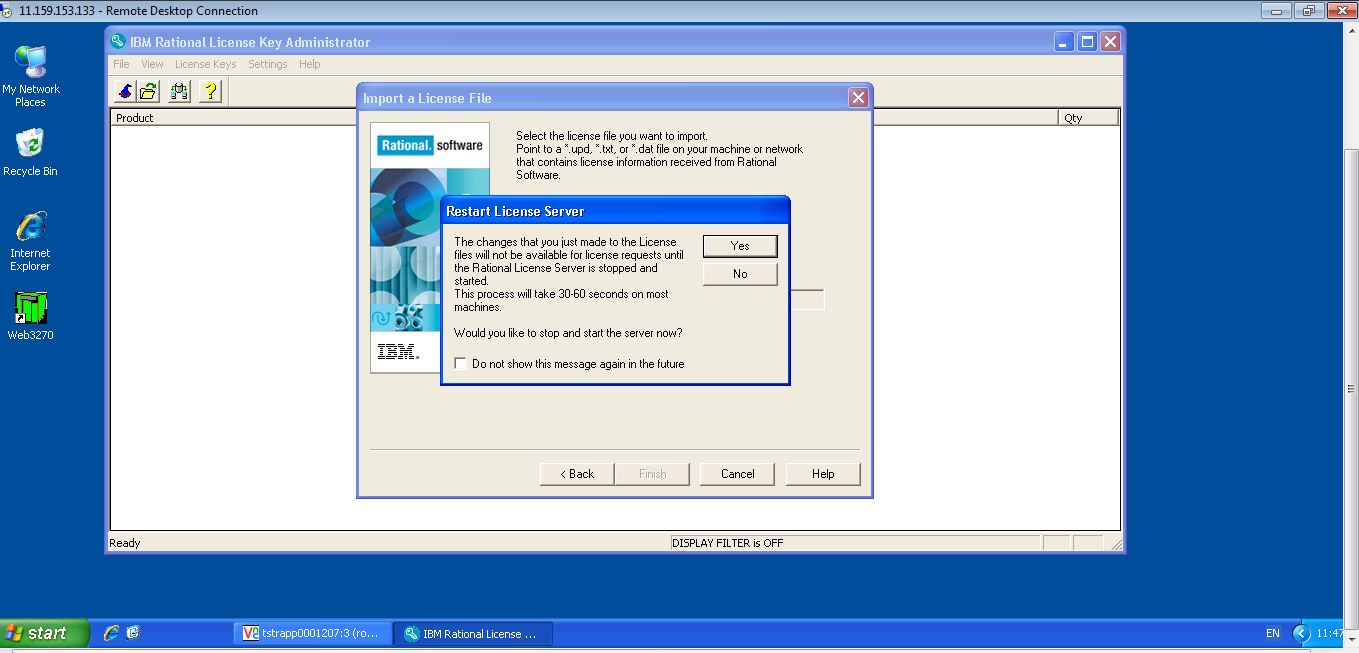 11.159.153.133 - Remote Desktop Connection
My Network
Places
Recycle Bin
Internet
Explorer
Web3270
IBM Rational License Key Administrator
File View License Keys Settings Help
Product
Qty
Import a License File
Rational. software
IBM.
Select the license file you want to import.
Point to a *.upd, *.txt, or *.dat file on your machine or network
that contains license information received from Rational
Software.
Restart License Server
The changes that you just made to the License
files will not be available for license requests until
the Rational License Server is stopped and
started.
This process will take 30-60 seconds on most
machines.
Would you like to stop and start the server now?
Do not show this message again in the future
Yes
No
< Back
Finish
Cancel
Help
Ready
DISPLAY FILTER is OFF
start
tstrapp0001207:3 (ro...
IBM Rational License ...
EN
11:47